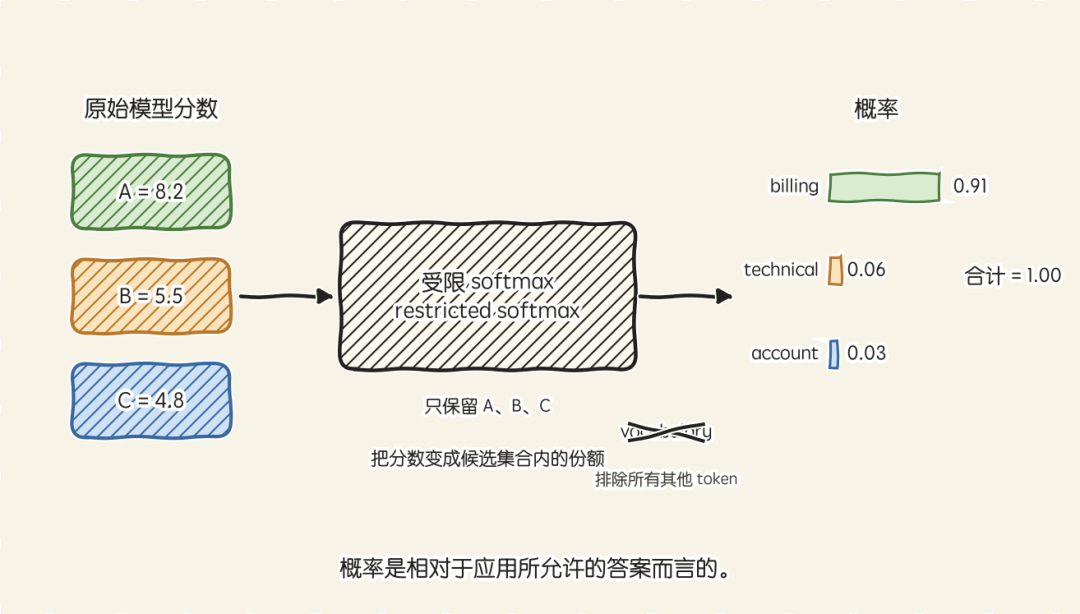 原始模型分数
A = 8.2
B = 5.5
C = 4.8
受限 softmax
restricted softmax
只保留 A、B、C
把分数变成候选集合内的份额
vocabulary
排除所有其他 token
概率
billing 0.91
technical 0.06
account 0.03
合计 = 1.00
概率是相对于应用所允许的答案而言的。